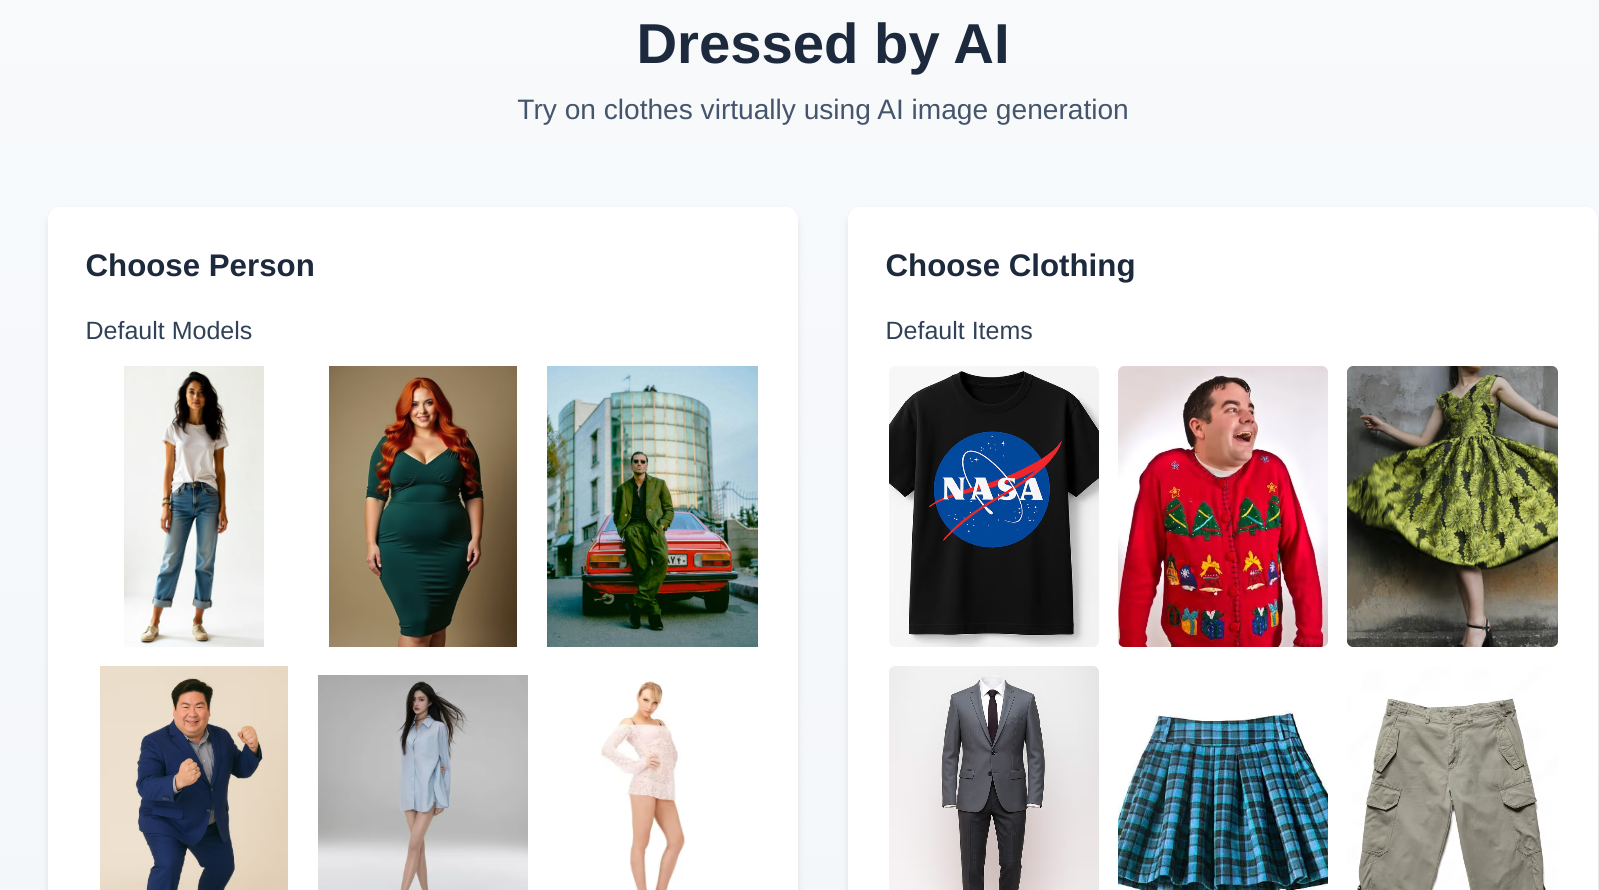 Dressed by AI
Try on clothes virtually using AI image generation
Choose Person
Default Models
Choose Clothing
Default Items
NASA